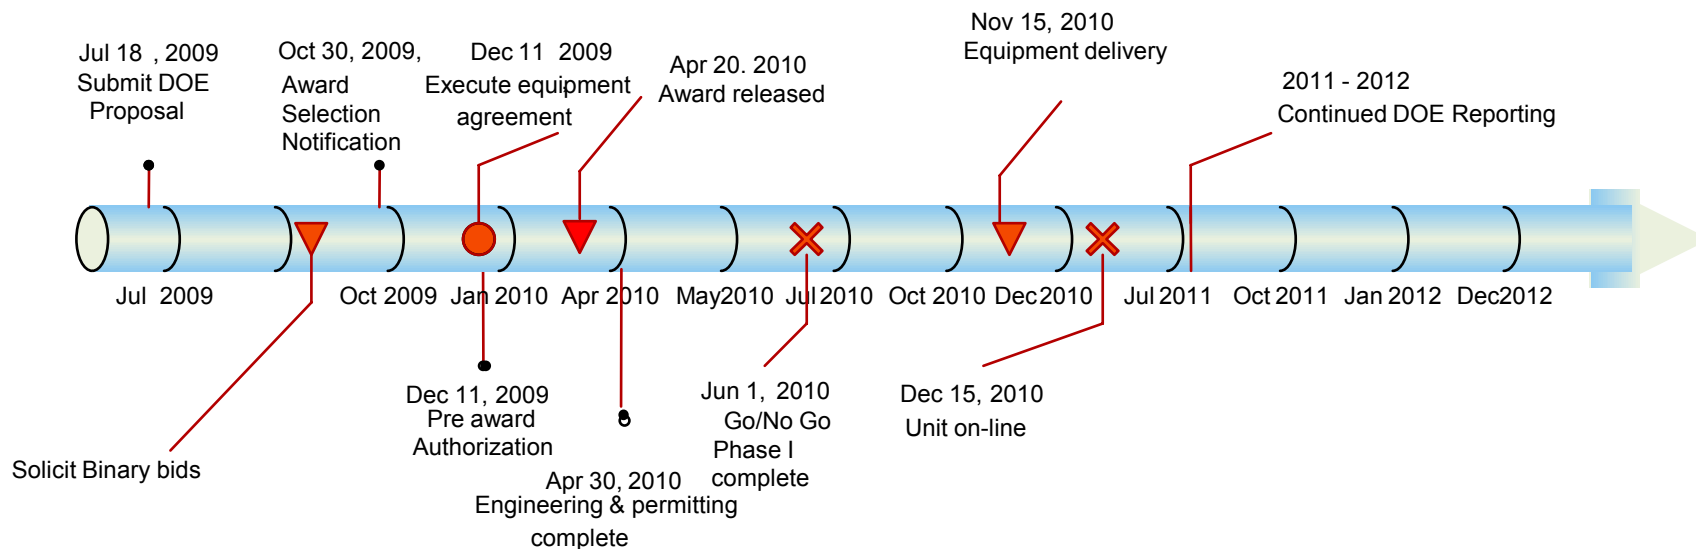 Jul 18 , 2009
Submit DOE
Proposal
Oct 30, 2009,
Award
Selection
Notification
Dec 11 2009
Execute equipment
agreement
Apr 20. 2010
Award released
Nov 15, 2010
Equipment delivery
2011 - 2012
Continued DOE Reporting
Jul 2009
Oct 2009
Jan 2010
Apr 2010
May2010
Jul 2010
Oct 2010
Dec2010
Jul 2011
Oct 2011
Jan 2012
Dec2012
Solicit Binary bids
Dec 11, 2009
Pre award
Authorization
Apr 30, 2010
Engineering & permitting
complete
Jun 1, 2010
Go/No Go
Phase I
complete
Dec 15, 2010
Unit on-line